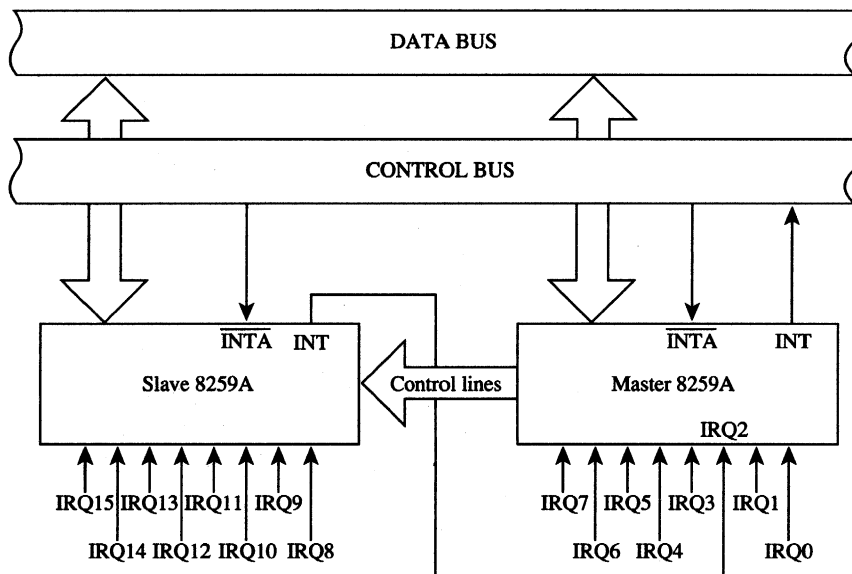 DATA BUS
CONTROL BUS
INTA INT
INTA INT
Slave 8259A
Control lines
Master 8259A
IRQ2
IRQ15 IRQ13 IRQ11 IRQ9
IRQ7 IRQ5 IRQ3 IRQ1
IRQ14 IRQ12 IRQ10 IRQ8
IRQ6 IRQ4 IRQ0